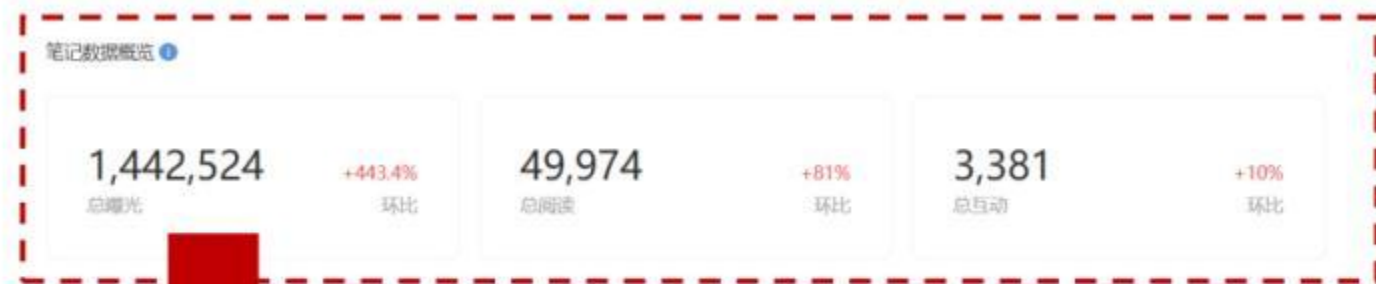 笔记数据概览
1,442,524 +443.4%
总曝光 环比
49,974 +81%
总阅读 环比
3,381 +10%
总互动 环比